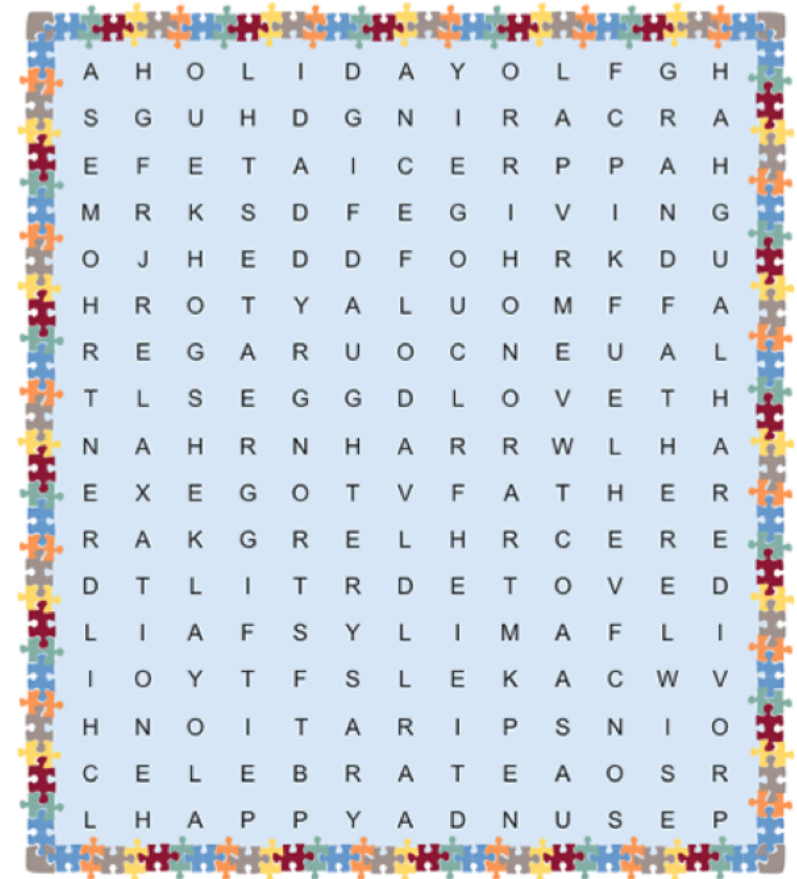 A H O L I D A Y O L F G H
S G U H D G N I R A C R A
E F E T A I C E R P P A H
M R K S D F E G I V I N G
O J H E D D F O H R K D U
H R O T Y A L U O M F F A
R E G A R U O C N E U A L
T L S E G G D L O V E T H
N A H R N H A R R W L H A
E X E G O T V F A T H E R
R A K G R E L H R C E R E
D T L I T R D E T O V E D
L I A F S Y L I M A F L I
I O Y T F S L E K A C W V
H N O I T A R I P S N I O
C E L E B R A T E A O S R
L H A P P Y A D N U S E P